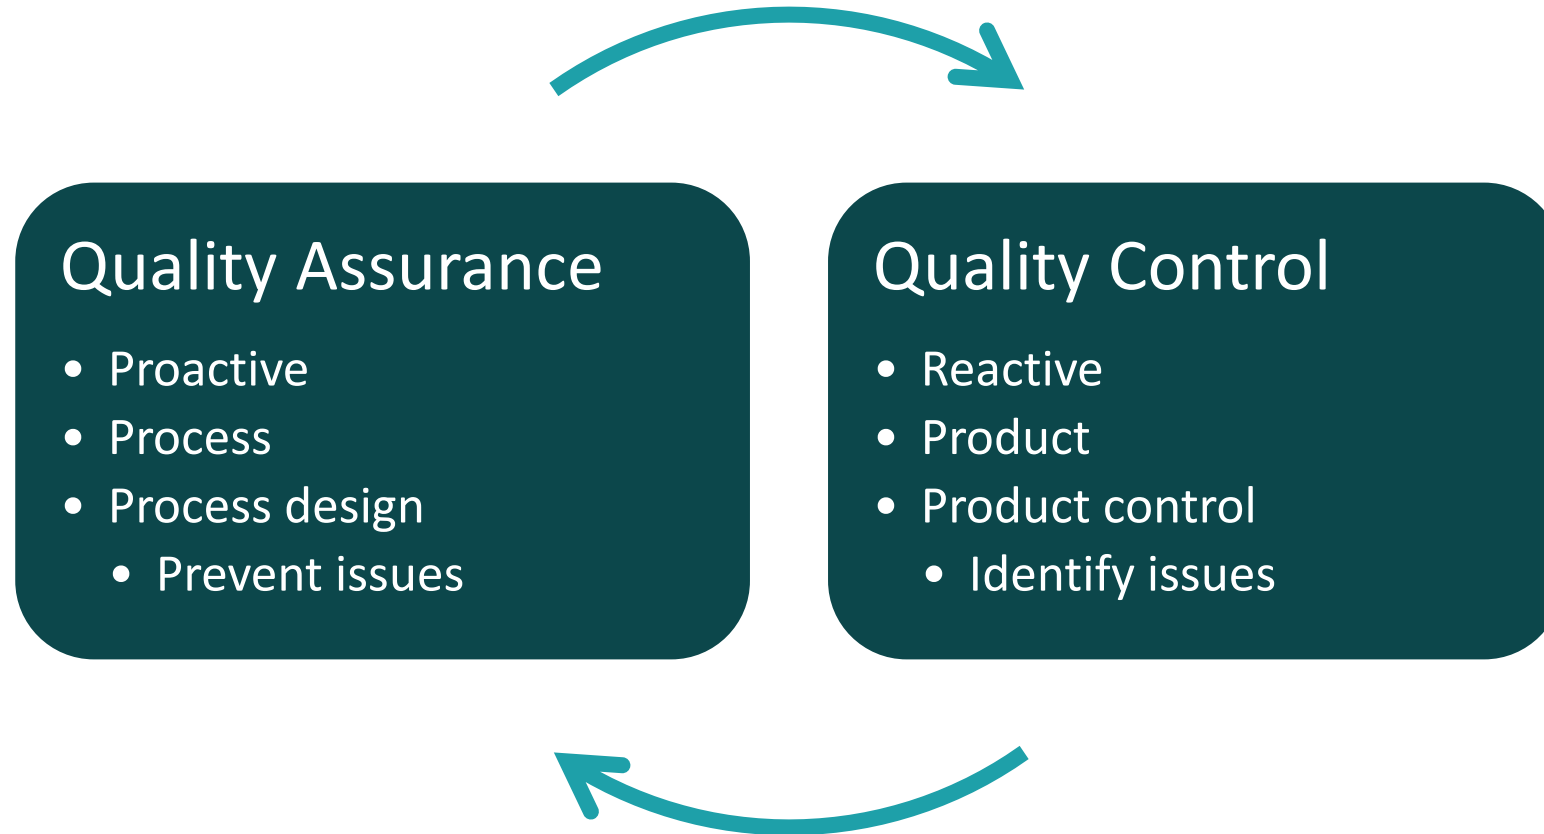 Quality Assurance
• Proactive
• Process
• Process design
• Prevent issues
Quality Control
• Reactive
• Product
• Product control
• Identify issues